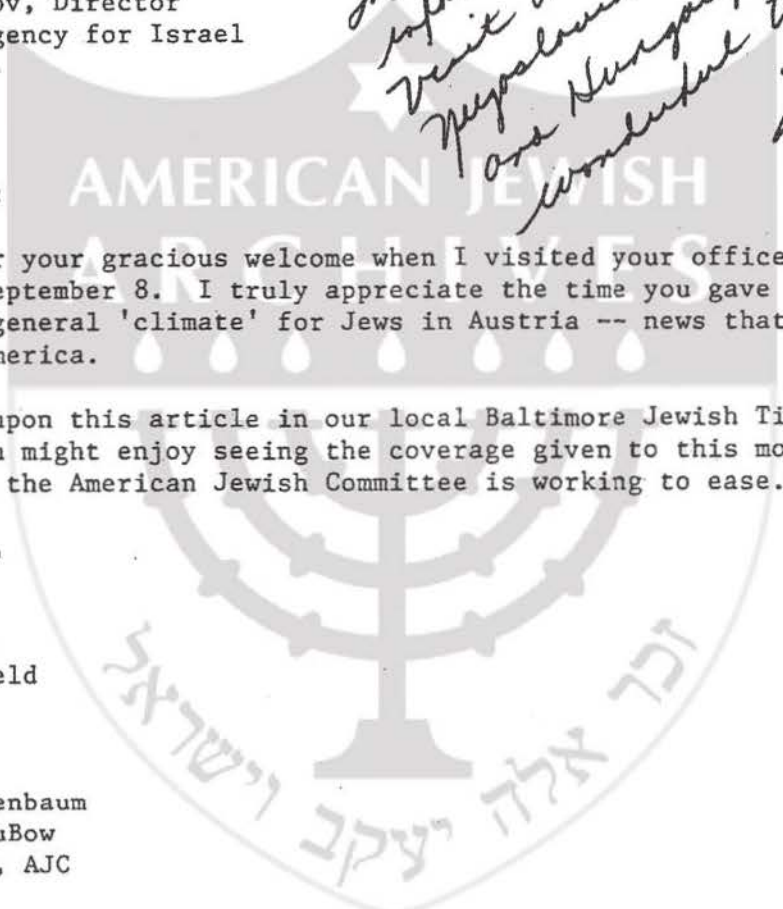 ov, Director
gency for Israel
visit
Yugoslavia
and Hungary
wonderful
AMERICAN JEWISH
ARCHIVES
:
r your gracious welcome when I visited your office
eptember 8. I truly appreciate the time you gave
general 'climate' for Jews in Austria -- news that
merica.
upon this article in our local Baltimore Jewish Ti
n might enjoy seeing the coverage given to this mo
the American Jewish Committee is working to ease.
eld
enbaum
uBow
, AJC
זכר אלה יעקב וישראל